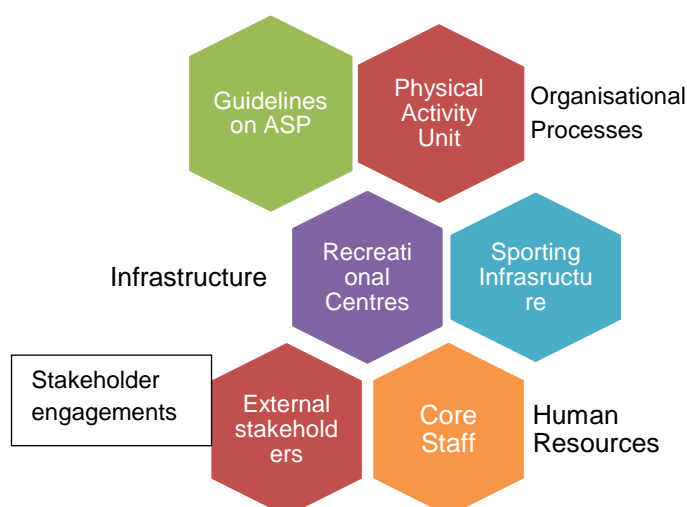 Guidelines
on ASP
Physical
Activity
Unit
Organisational
Processes
Infrastructure
Recreati
onal
Centres
Sporting
Infrasructu
re
Stakeholder
engagements
External
stakehold
ers
Core
Staff
Human
Resources